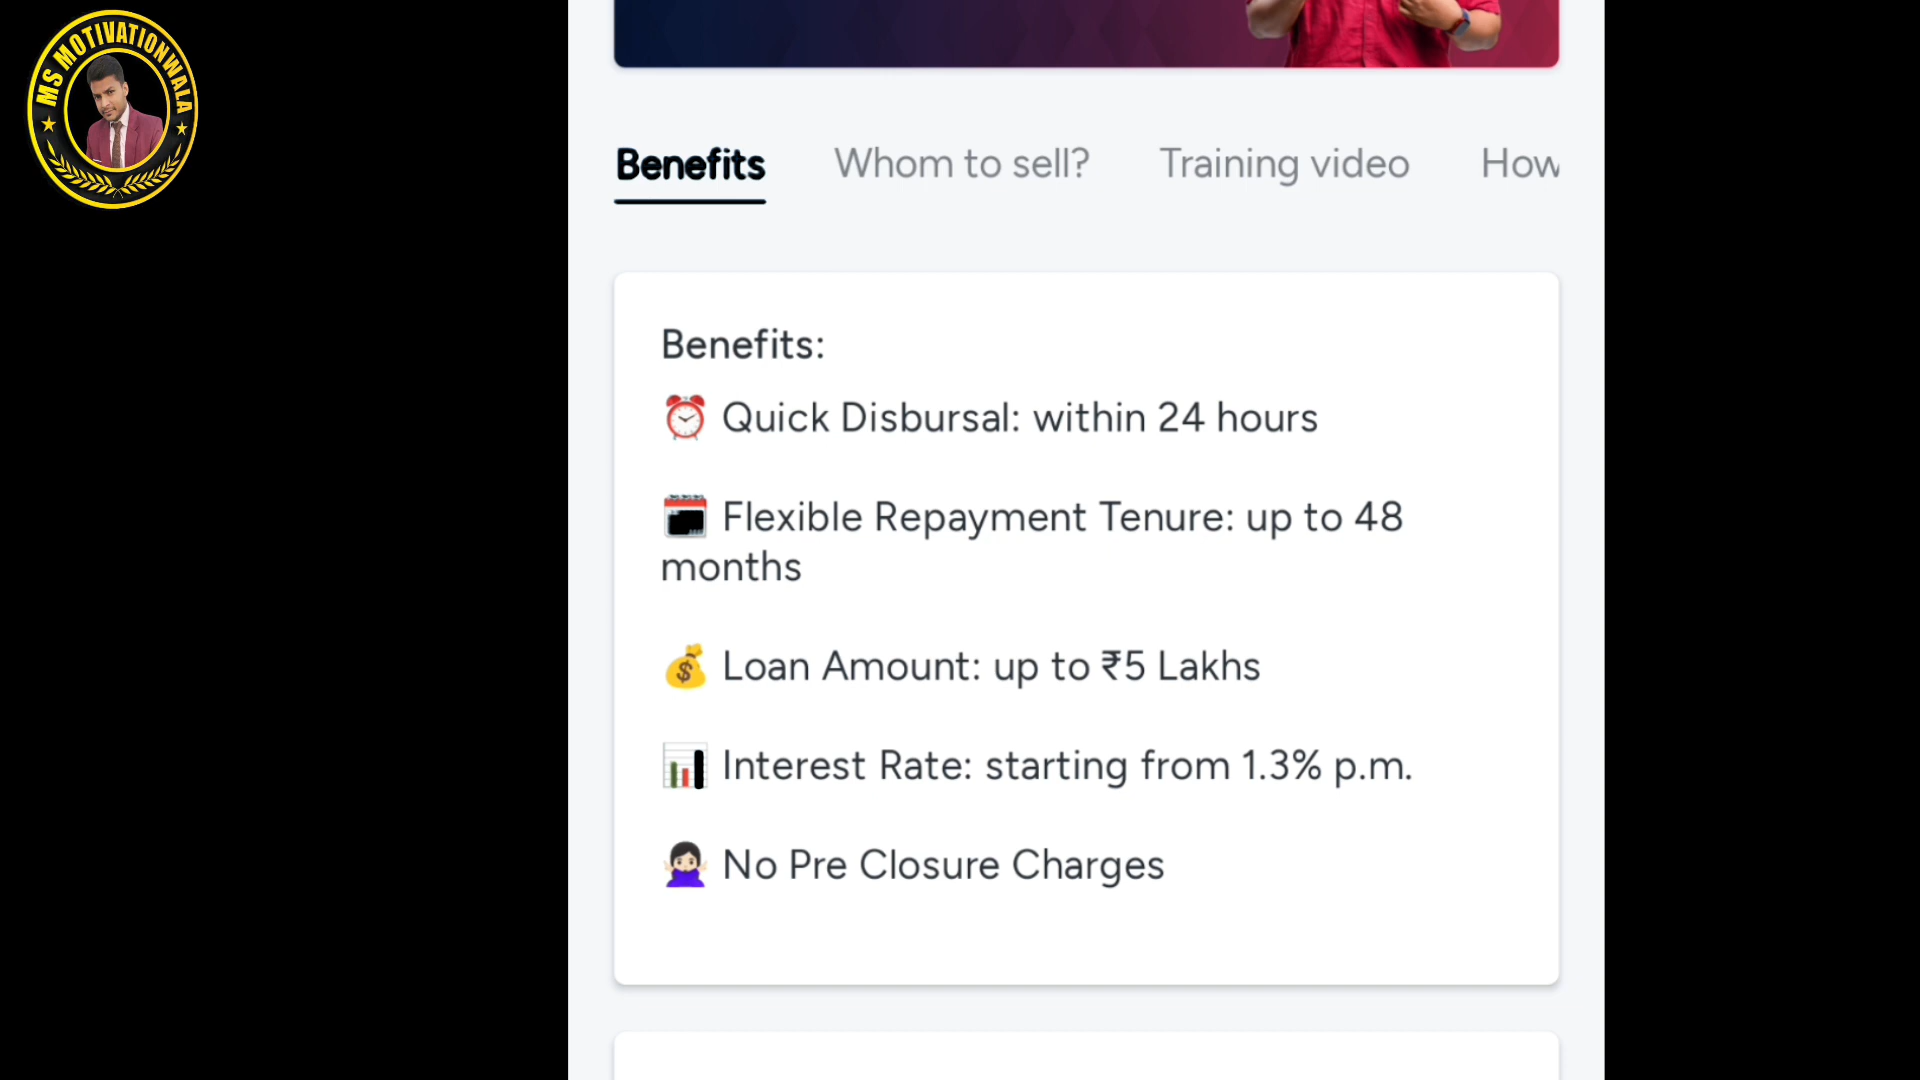 MS MOTIVATIONWALA
Benefits
Whom to sell?
Training video
How
Benefits:
⏰ Quick Disbursal: within 24 hours
🗓 Flexible Repayment Tenure: up to 48
months
💰 Loan Amount: up to ₹5 Lakhs
📊 Interest Rate: starting from 1.3% p.m.
🙅🏻‍♀️ No Pre Closure Charges